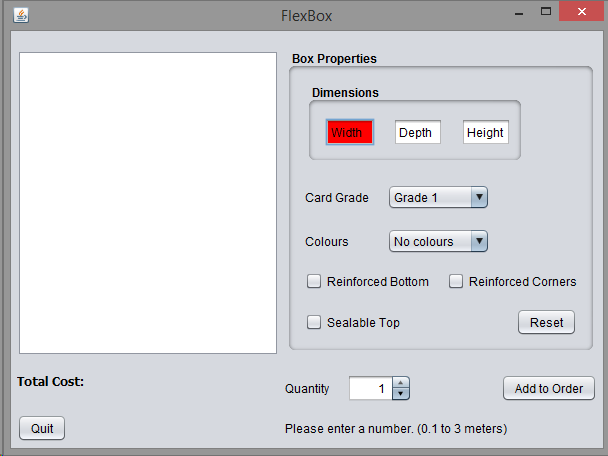 FlexBox
Box Properties
Dimensions
Width Depth Height
Card Grade Grade 1
Colours No colours
Reinforced Bottom Reinforced Corners
Sealable Top Reset
Total Cost: Quantity 1 Add to Order
Quit Please enter a number. (0.1 to 3 meters)